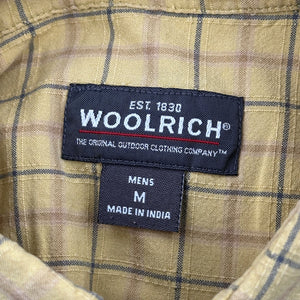 EST. 1830
WOOLRICH®
THE ORIGINAL OUTDOOR CLOTHING COMPANY™
MENS
M
MADE IN INDIA